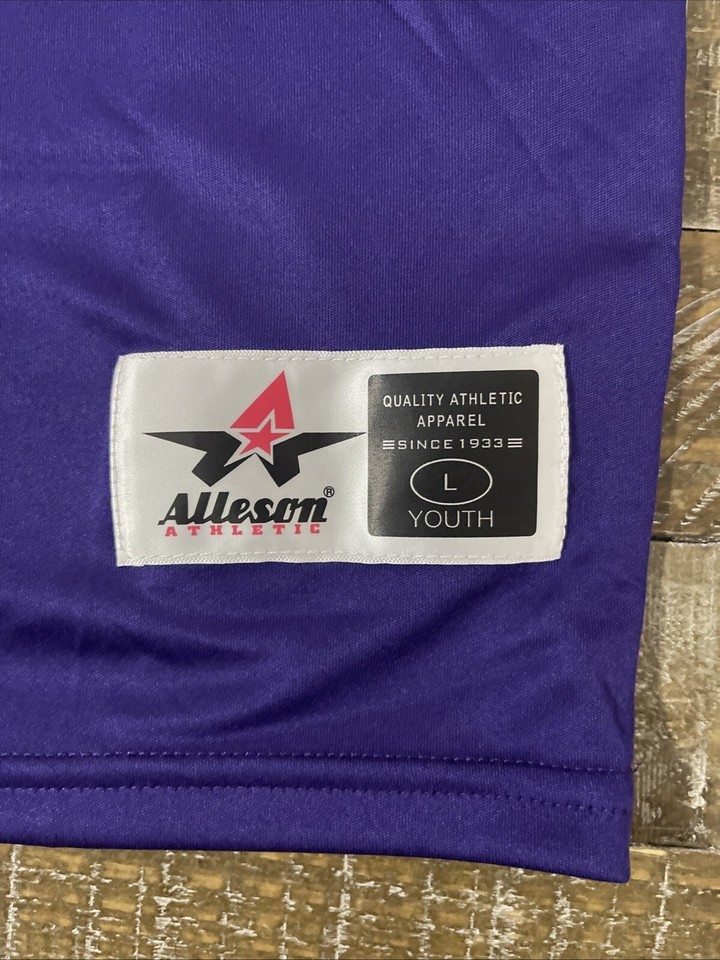 Alleson®
ATHLETIC
QUALITY ATHLETIC
APPAREL
SINCE 1933
L
YOUTH